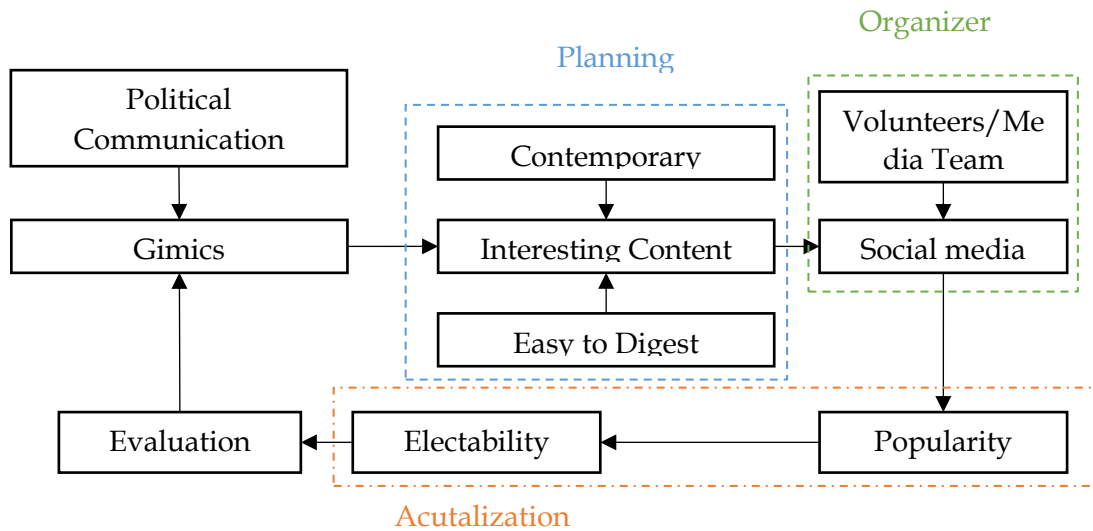 Organizer
Planning
Political
Communication
Contemporary
Volunteers/Me
dia Team
Gimics
Interesting Content
Social media
Easy to Digest
Evaluation
Electability
Popularity
Acutalization